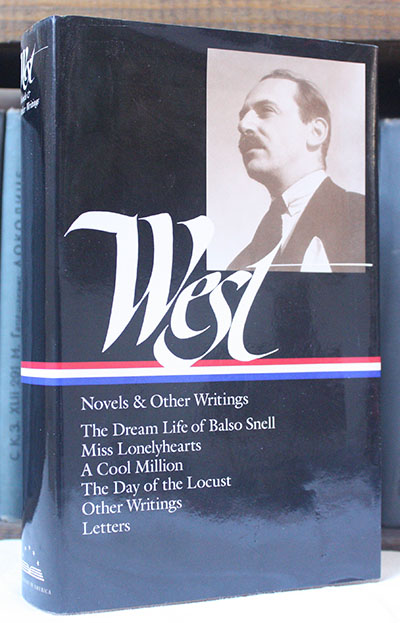 West
Novels & Other Writings
The Dream Life of Balso Snell
Miss Lonelyhearts
A Cool Million
The Day of the Locust
Other Writings
Letters
West